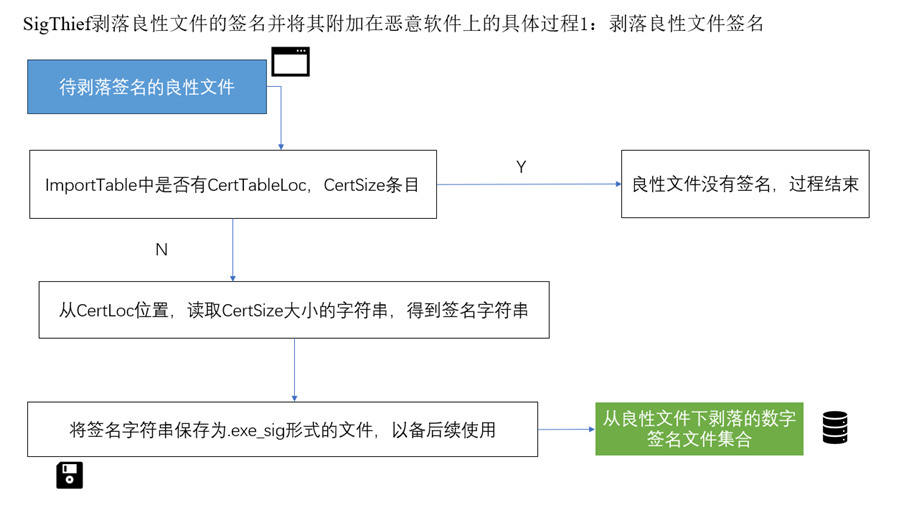 SigThief剥落良性文件的签名并将其附加在恶意软件上的具体过程1：剥落良性文件签名
待剥落签名的良性文件
ImportTable中是否有CertTableLoc，CertSize条目
Y
良性文件没有签名，过程结束
N
从CertLoc位置，读取CertSize大小的字符串，得到签名字符串
将签名字符串保存为.exe_sig形式的文件，以备后续使用
从良性文件下剥落的数字
签名文件集合